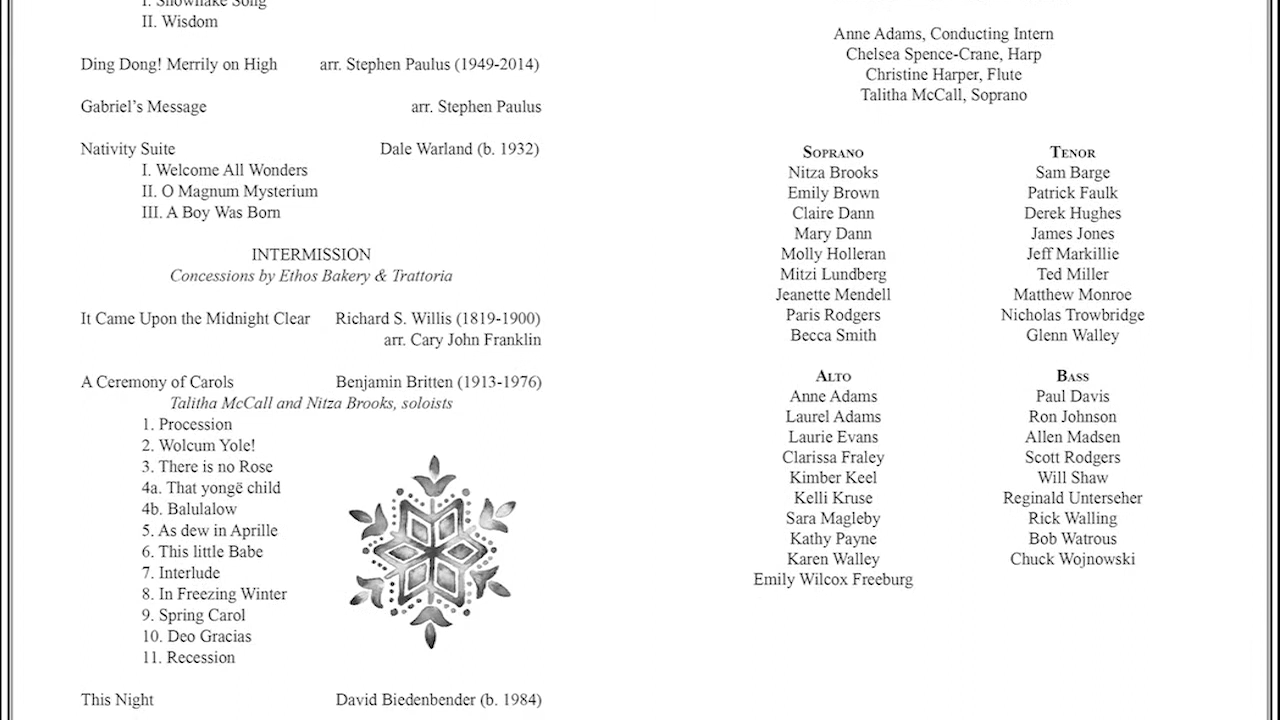 I. Snowflake Song
II. Wisdom
Ding Dong! Merrily on High arr. Stephen Paulus (1949-2014)
Gabriel's Message arr. Stephen Paulus
Nativity Suite Dale Warland (b. 1932)
I. Welcome All Wonders
II. O Magnum Mysterium
III. A Boy Was Born
INTERMISSION
Concessions by Ethos Bakery & Trattoria
It Came Upon the Midnight Clear Richard S. Willis (1819-1900)
arr. Cary John Franklin
A Ceremony of Carols Benjamin Britten (1913-1976)
Talitha McCall and Nitza Brooks, soloists
1. Procession
2. Wolcum Yole!
3. There is no Rose
4a. That yongë child
4b. Balulalow
5. As dew in Aprille
6. This little Babe
7. Interlude
8. In Freezing Winter
9. Spring Carol
10. Deo Gracias
11. Recession
This Night David Biedenbender (b. 1984)
Anne Adams, Conducting Intern
Chelsea Spence-Crane, Harp
Christine Harper, Flute
Talitha McCall, Soprano
SOPRANO
Nitza Brooks
Emily Brown
Claire Dann
Mary Dann
Molly Holleran
Mitzi Lundberg
Jeanette Mendell
Paris Rodgers
Becca Smith
TENOR
Sam Barge
Patrick Faulk
Derek Hughes
James Jones
Jeff Markillie
Ted Miller
Matthew Monroe
Nicholas Trowbridge
Glenn Walley
ALTO
Anne Adams
Laurel Adams
Laurie Evans
Clarissa Fraley
Kimber Keel
Kelli Kruse
Sara Magleby
Kathy Payne
Karen Walley
Emily Wilcox Freeburg
BASS
Paul Davis
Ron Johnson
Allen Madsen
Scott Rodgers
Will Shaw
Reginald Unterseher
Rick Walling
Bob Watrous
Chuck Wojnowski